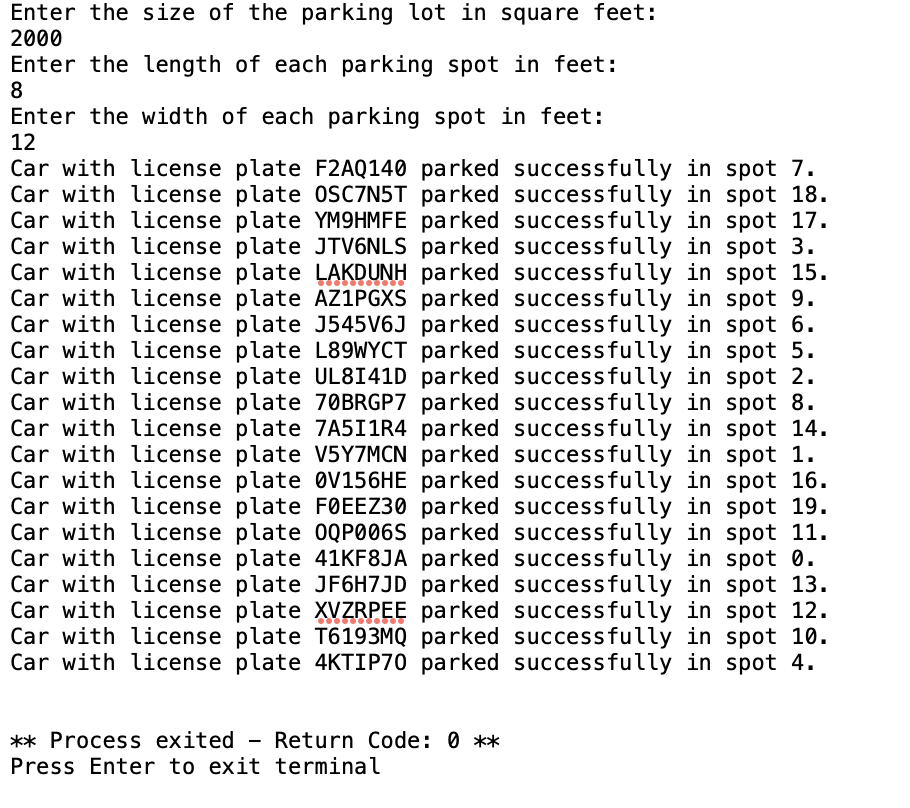 Enter the size of the parking lot in square feet:
2000
Enter the length of each parking spot in feet:
8
Enter the width of each parking spot in feet:
12
Car with license plate F2AQ140 parked successfully in spot 7.
Car with license plate OSC7N5T parked successfully in spot 18.
Car with license plate YM9HMFE parked successfully in spot 17.
Car with license plate JTV6NLS parked successfully in spot 3.
Car with license plate LAKDUNH parked successfully in spot 15.
Car with license plate AZ1PGXS parked successfully in spot 9.
Car with license plate J545V6J parked successfully in spot 6.
Car with license plate L89WYCT parked successfully in spot 5.
Car with license plate UL8I41D parked successfully in spot 2.
Car with license plate 70BRGP7 parked successfully in spot 8.
Car with license plate 7A5I1R4 parked successfully in spot 14.
Car with license plate V5Y7MCN parked successfully in spot 1.
Car with license plate 0V156HE parked successfully in spot 16.
Car with license plate F0EEZ30 parked successfully in spot 19.
Car with license plate OQP006S parked successfully in spot 11.
Car with license plate 41KF8JA parked successfully in spot 0.
Car with license plate JF6H7JD parked successfully in spot 13.
Car with license plate XVZRPEE parked successfully in spot 12.
Car with license plate T6193MQ parked successfully in spot 10.
Car with license plate 4KTIP7O parked successfully in spot 4.
** Process exited - Return Code: 0 **
Press Enter to exit terminal